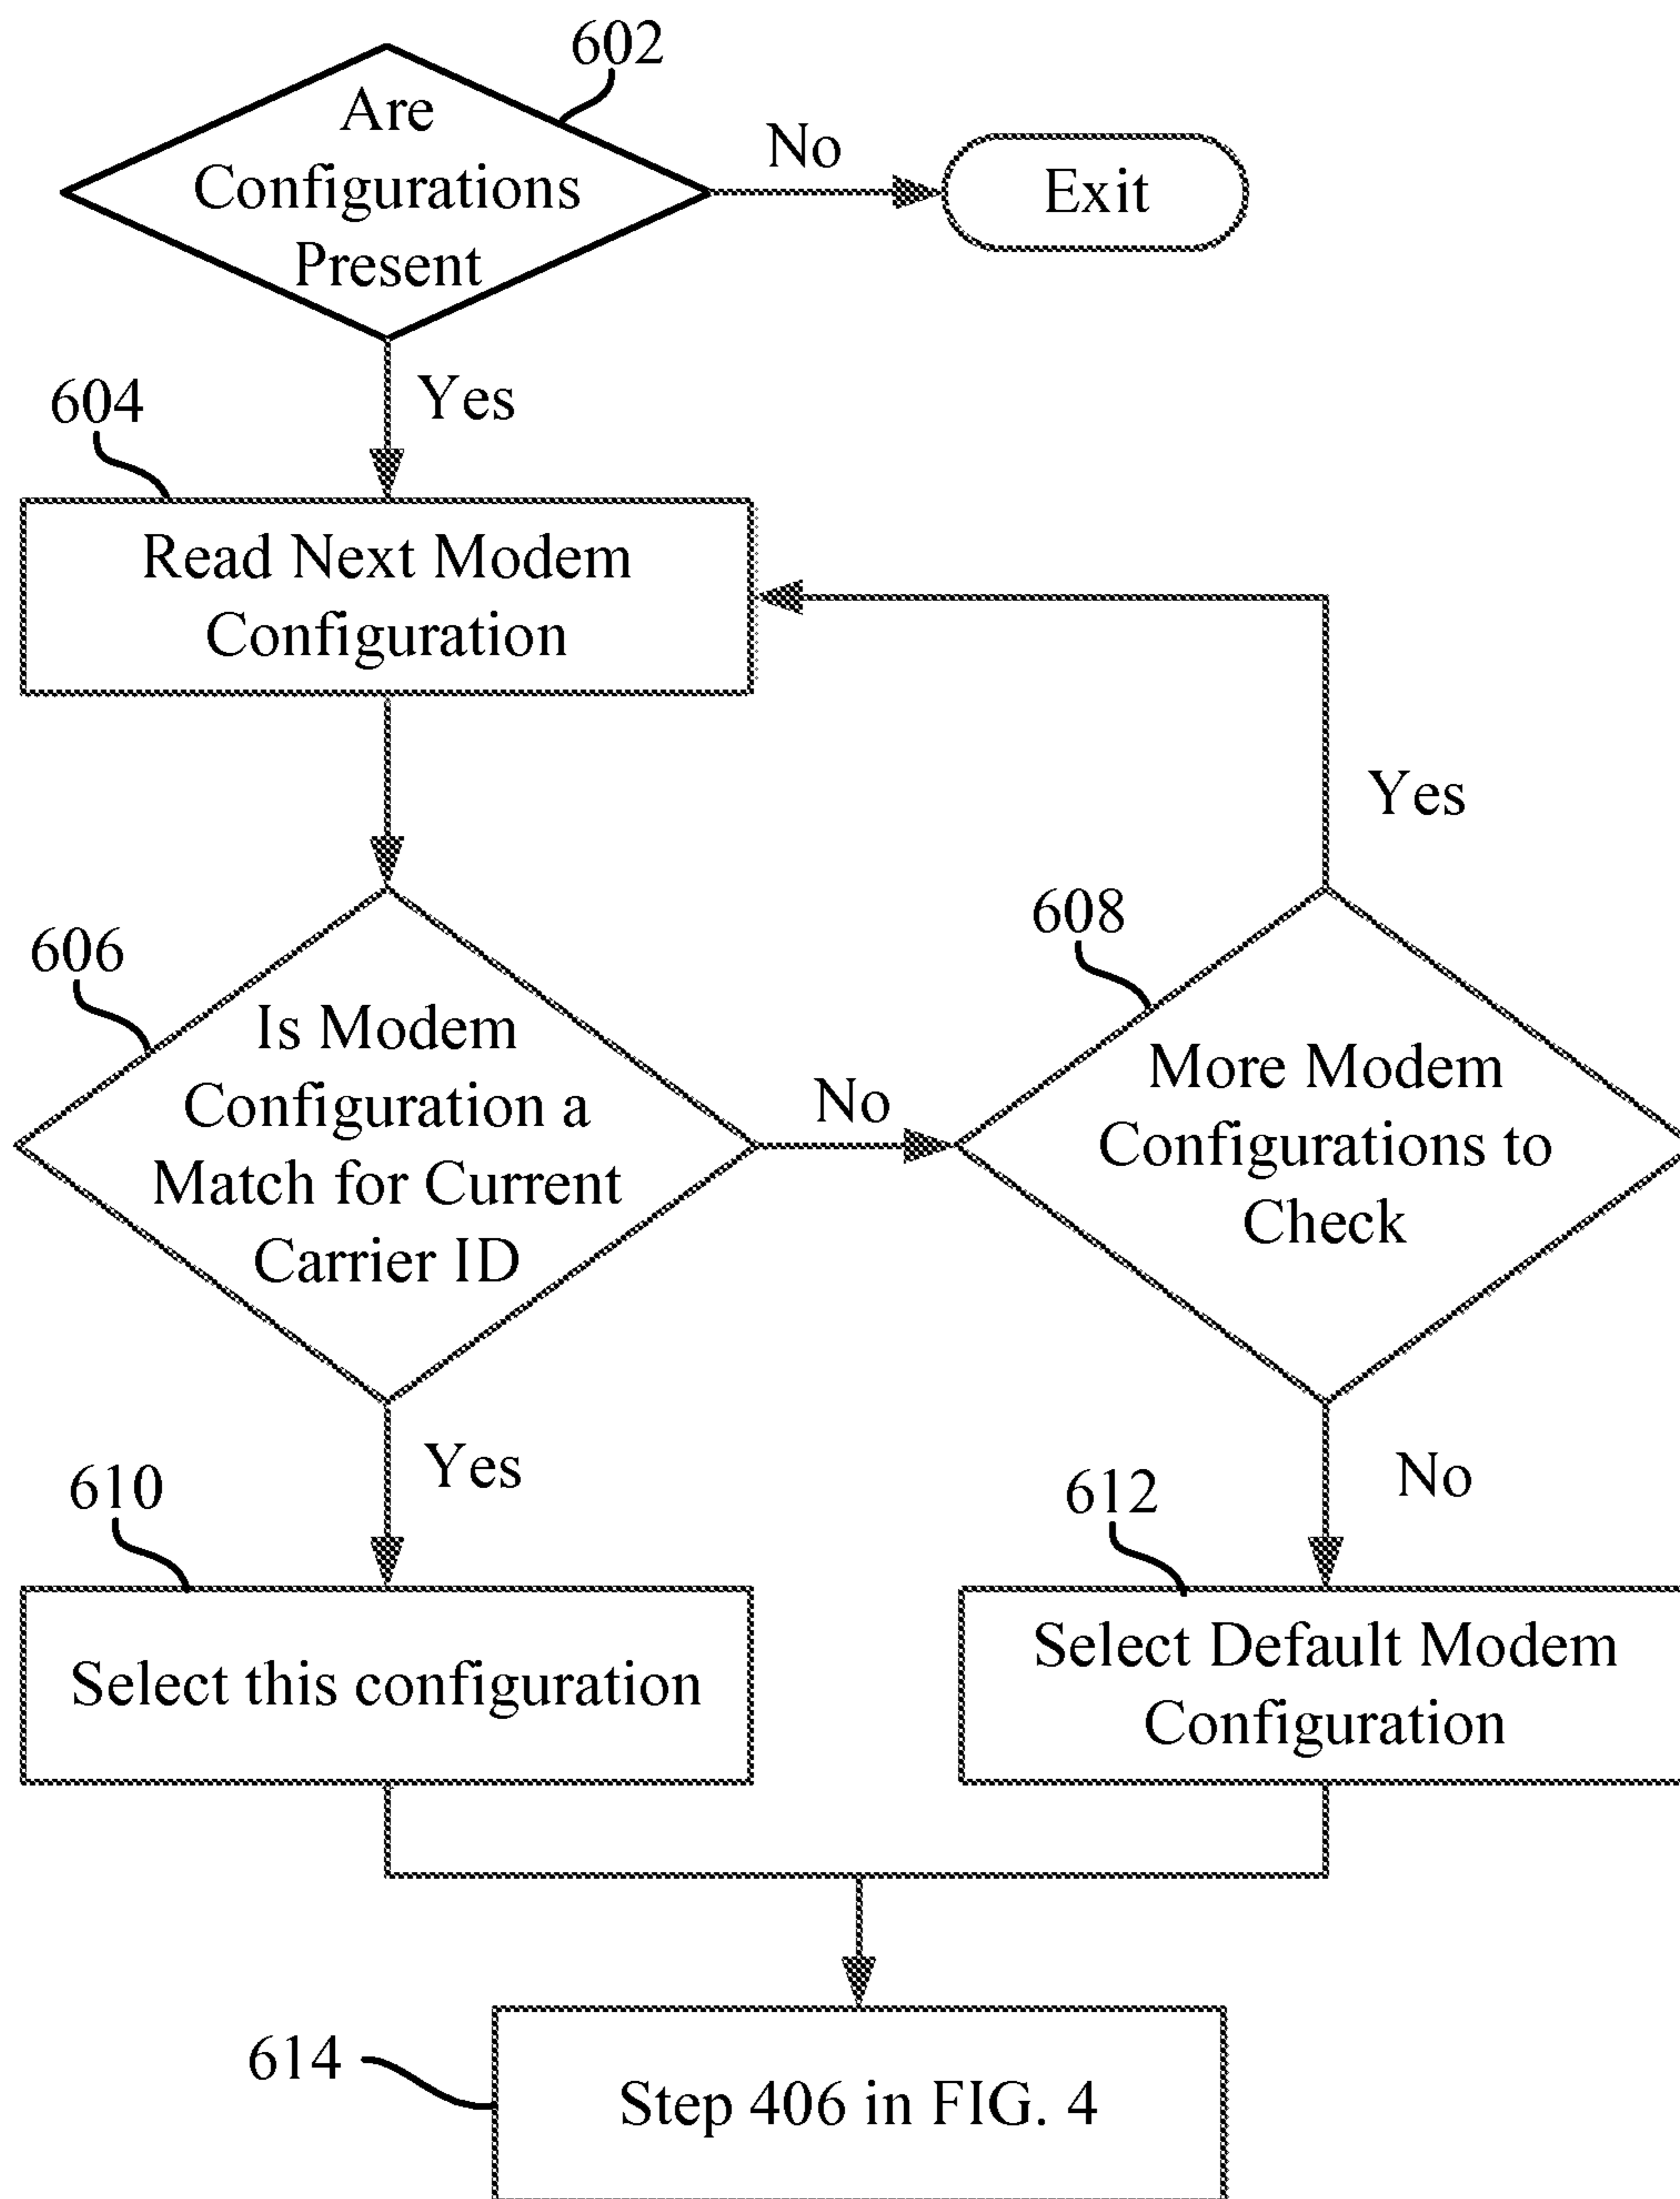 602
Are
Configurations
Present
No
Exit
Yes
604
Read Next Modem
Configuration
Yes
606
Is Modem
Configuration a
Match for Current
Carrier ID
No
608
More Modem
Configurations to
Check
Yes
No
610
Select this configuration
612
Select Default Modem
Configuration
614
Step 406 in FIG. 4